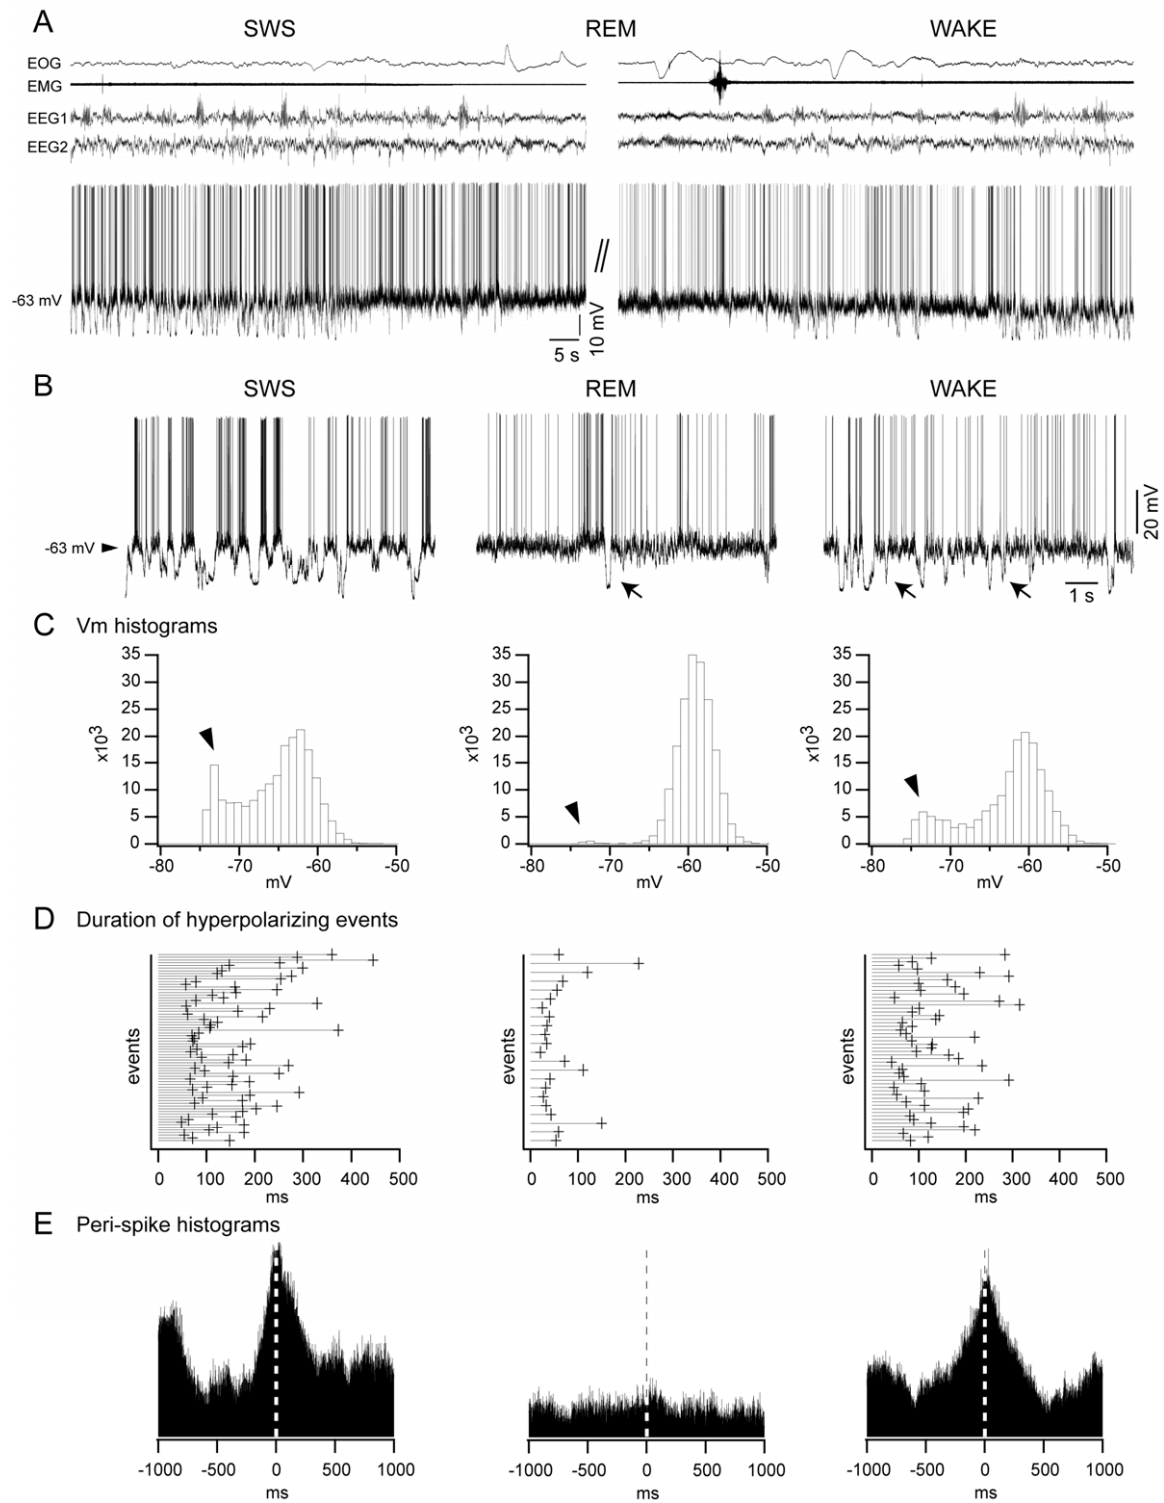 A
SWS REM WAKE
EOG
EMG
EEG1
EEG2
-63 mV
10 mV
5 s
B
SWS REM WAKE
-63 mV
20 mV
1 s
C Vm histograms
35 35 35
30 30 30
25 25 25
20 20 20
15 15 15
10 10 10
5 5 5
0 0 0
x10³ x10³ x10³
-80 -70 -60 -50 -80 -70 -60 -50 -80 -70 -60 -50
mV mV mV
D Duration of hyperpolarizing events
events events events
0 100 200 300 400 500 0 100 200 300 400 500 0 100 200 300 400 500
ms ms ms
E Peri-spike histograms
-1000 -500 0 500 1000 -1000 -500 0 500 1000 -1000 -500 0 500 1000
ms ms ms